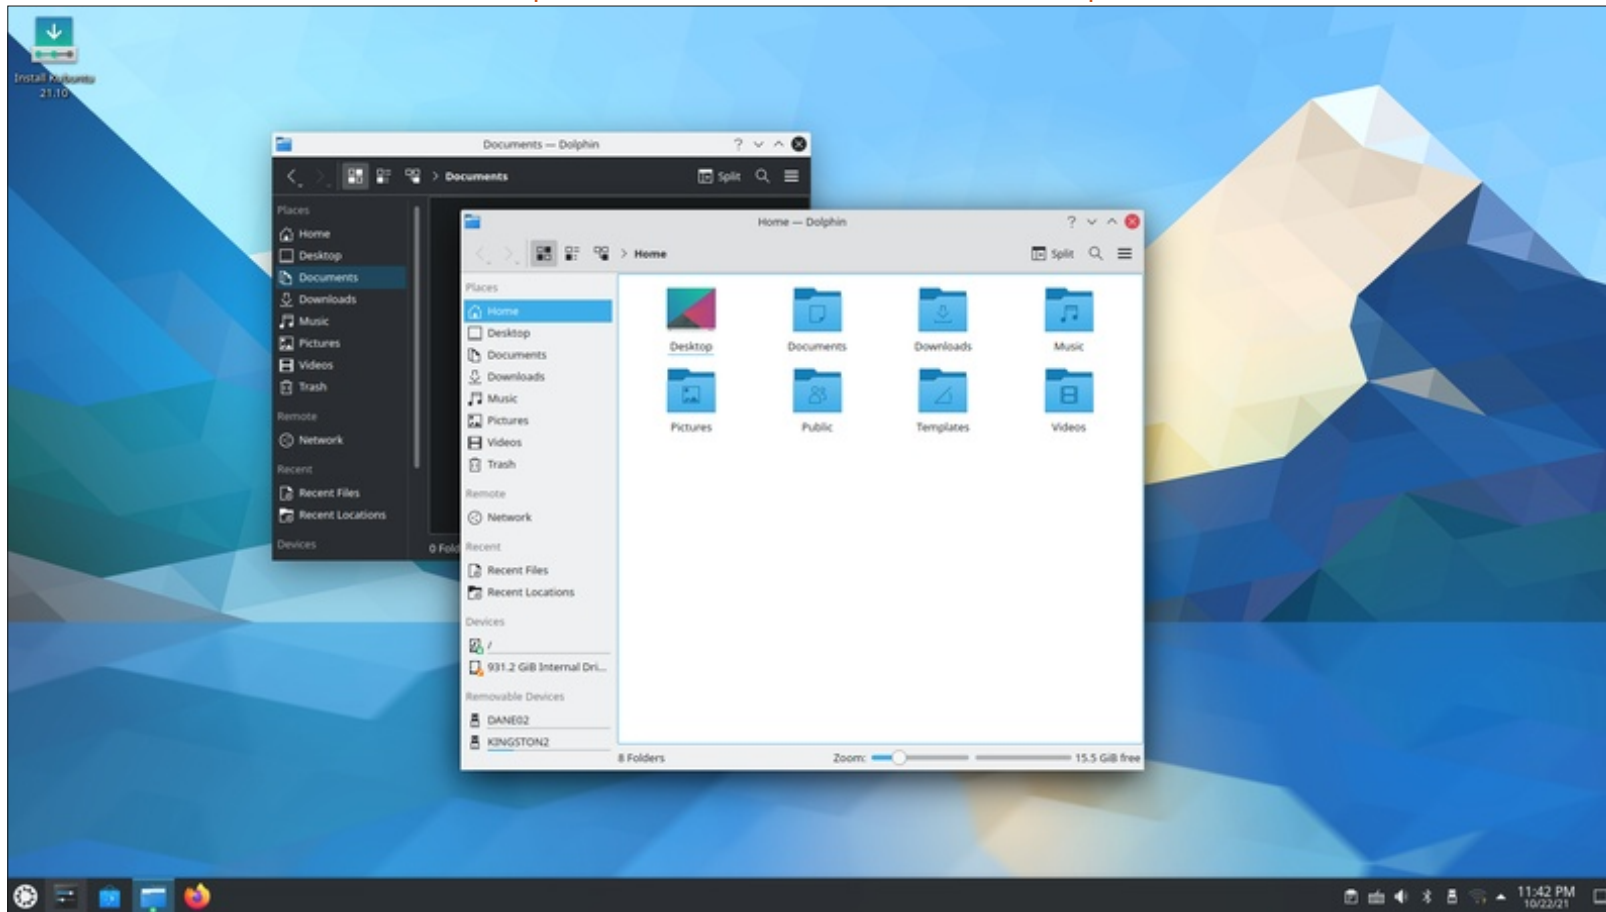 Install Kubuntu
21.10
Documents — Dolphin
Documents
Split
Places
Home
Desktop
Documents
Downloads
Music
Pictures
Videos
Trash
Remote
Network
Recent
Recent Files
Recent Locations
Devices
0 Fold
Home — Dolphin
Home
Split
Places
Home
Desktop
Documents
Downloads
Music
Pictures
Videos
Trash
Remote
Network
Recent
Recent Files
Recent Locations
Devices
/
931.2 GiB Internal Dri...
Removable Devices
DANE02
KINGSTON2
Desktop
Documents
Downloads
Music
Pictures
Public
Templates
Videos
8 Folders
Zoom:
15.5 GiB free
11:42 PM
10/22/21